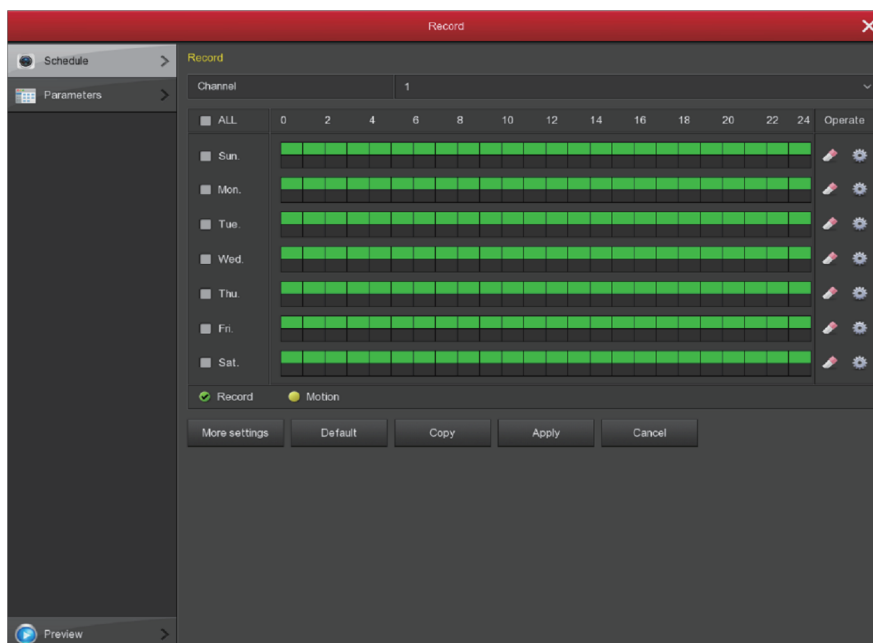 Record
Schedule
Parameters
Record
Channel 1
ALL 0 2 4 6 8 10 12 14 16 18 20 22 24 Operate
Sun.
Mon.
Tue.
Wed.
Thu.
Fri.
Sat.
Record Motion
More settings Default Copy Apply Cancel
Preview